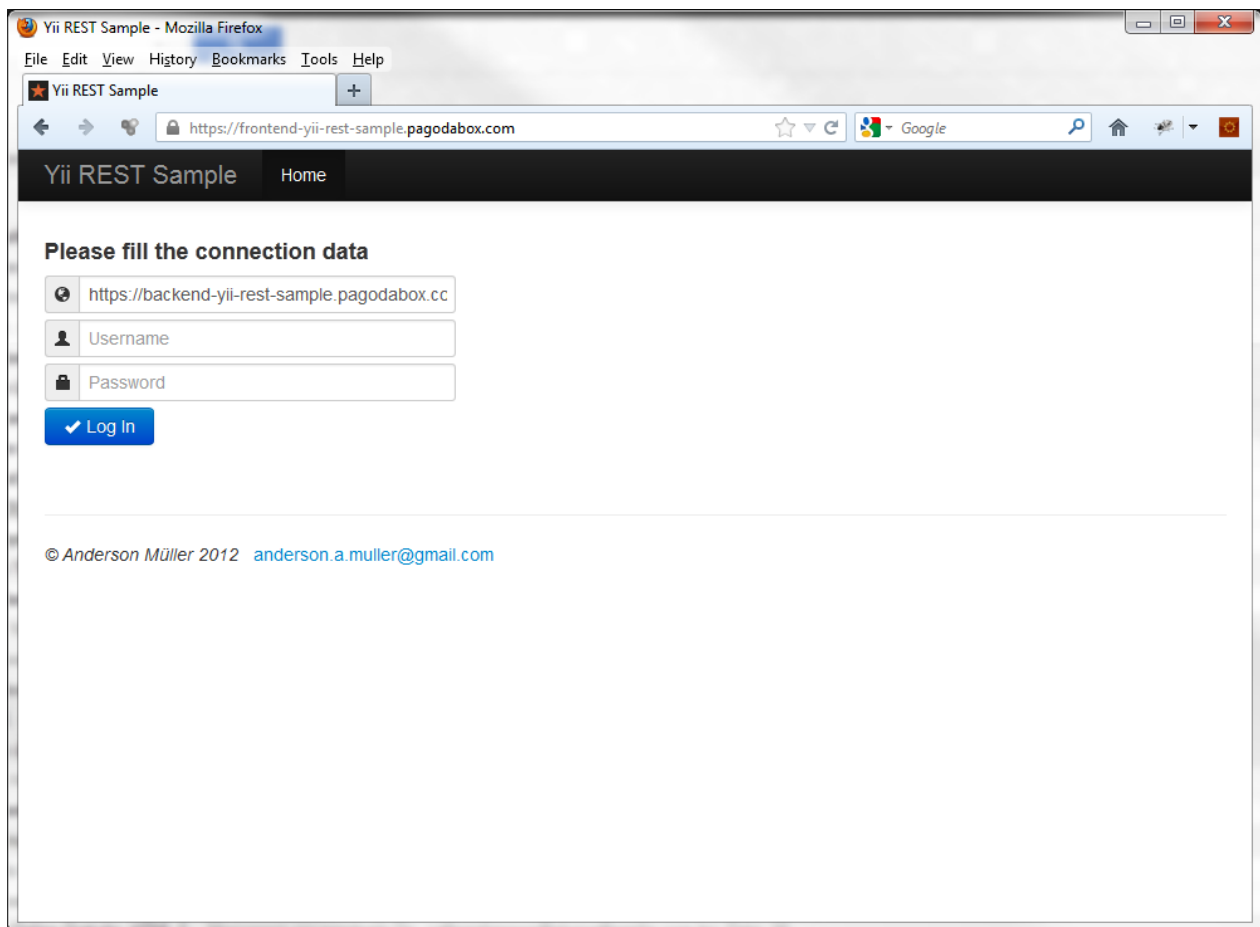 Yii REST Sample - Mozilla Firefox
File Edit View History Bookmarks Tools Help
Yii REST Sample
https://frontend-yii-rest-sample.pagodabox.com
Google
Yii REST Sample Home
Please fill the connection data
https://backend-yii-rest-sample.pagodabox.co
Username
Password
Log In
© Anderson Müller 2012 anderson.a.muller@gmail.com